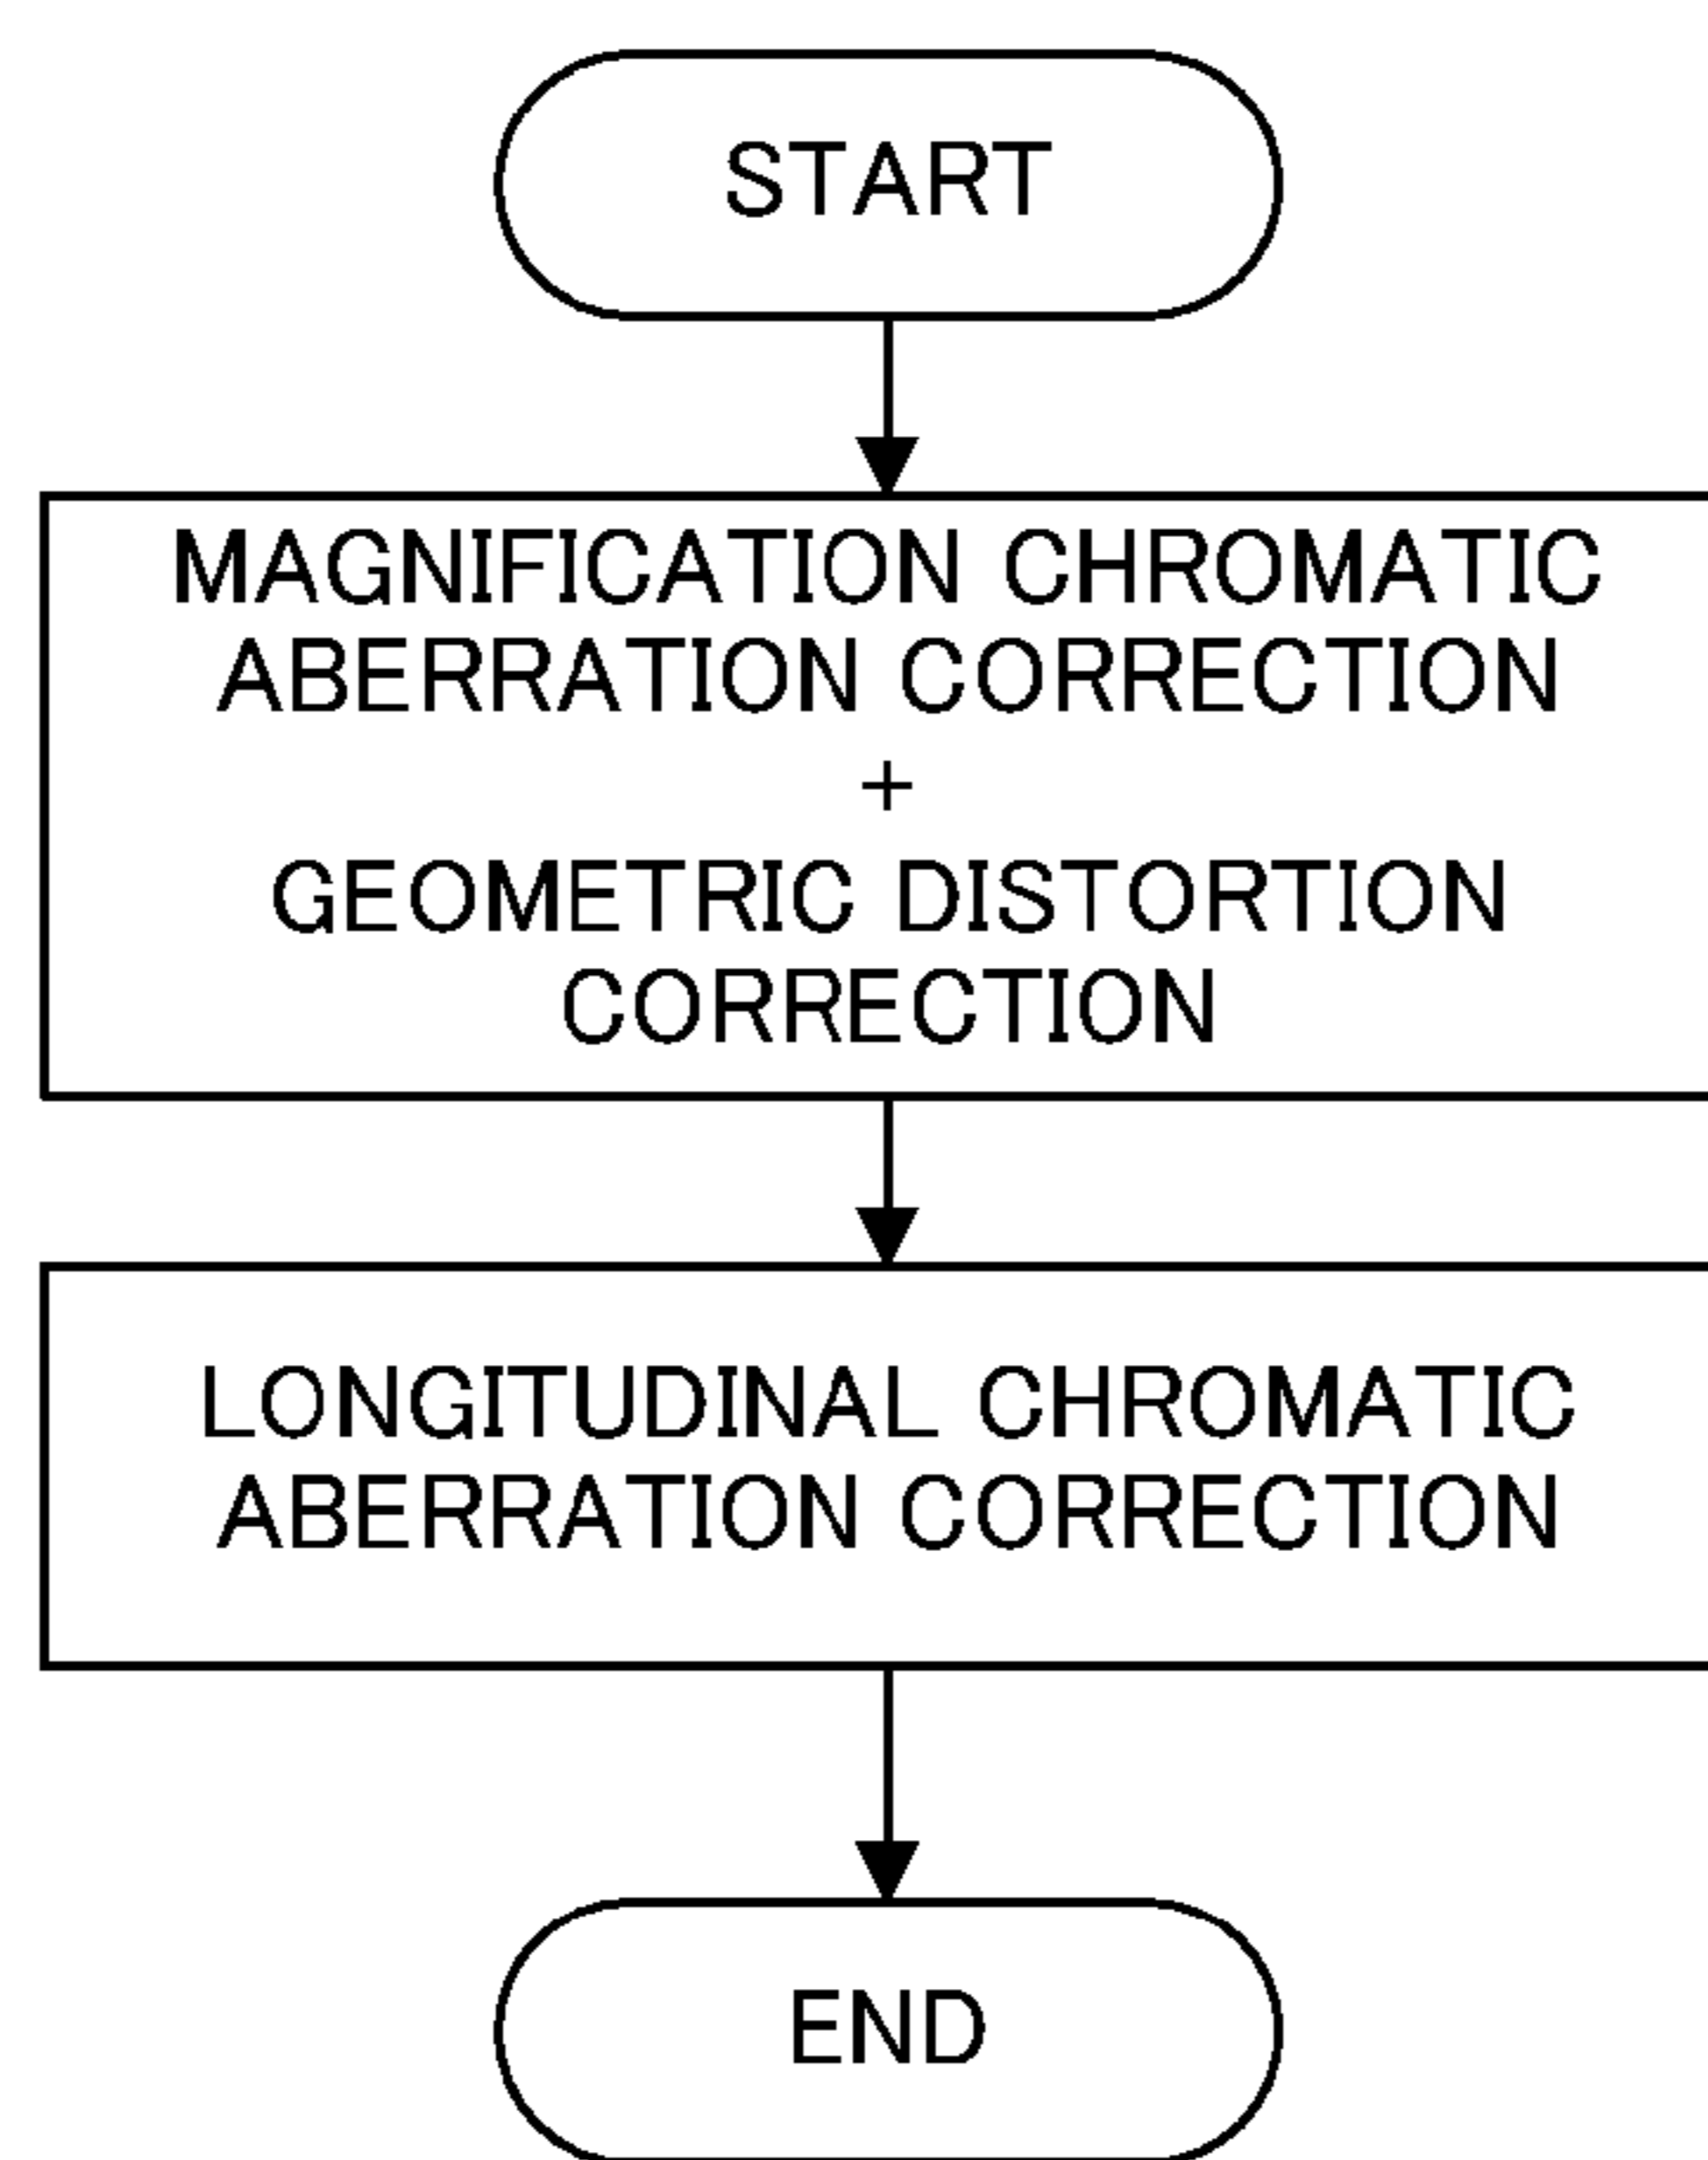 START
MAGNIFICATION CHROMATIC
ABERRATION CORRECTION
+
GEOMETRIC DISTORTION
CORRECTION
LONGITUDINAL CHROMATIC
ABERRATION CORRECTION
END